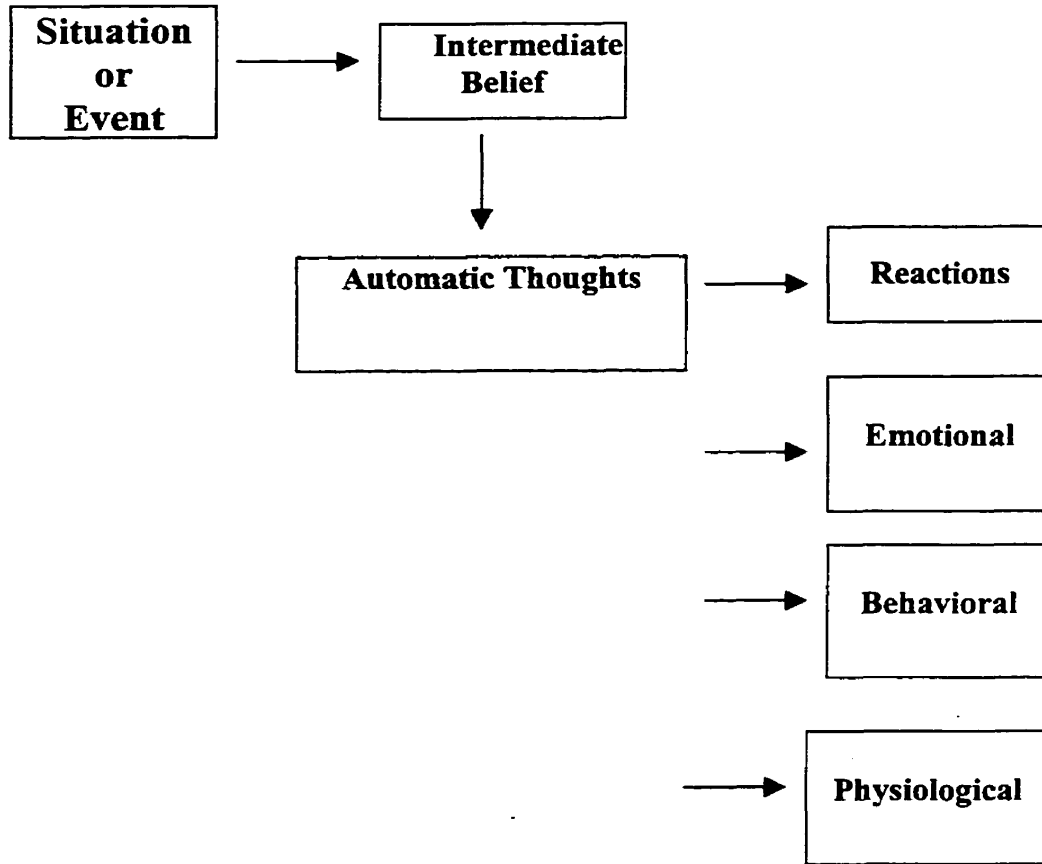 Situation
or
Event
Intermediate
Belief
Automatic Thoughts
Reactions
Emotional
Behavioral
Physiological